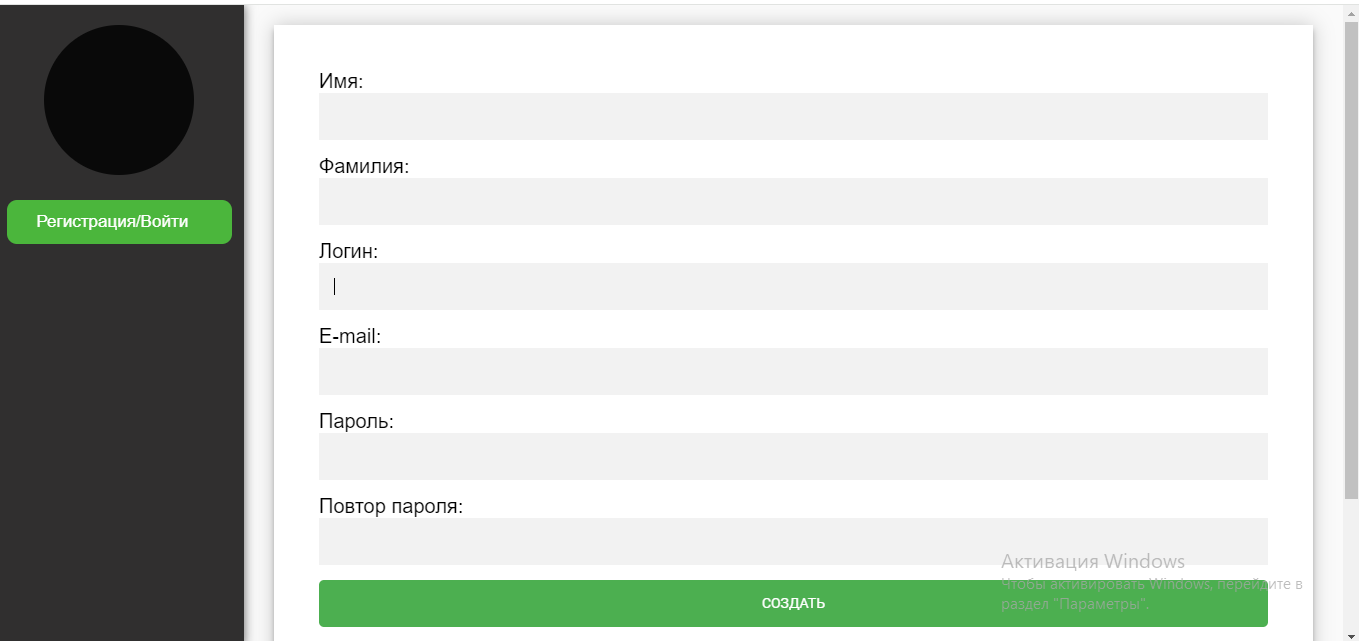 Имя:
Фамилия:
Регистрация/Войти
Логин:
E-mail:
Пароль:
Повтор пароля:
Активация Windows
Чтобы активировать Windows, перейдите в
раздел "Параметры".
СОЗДАТЬ